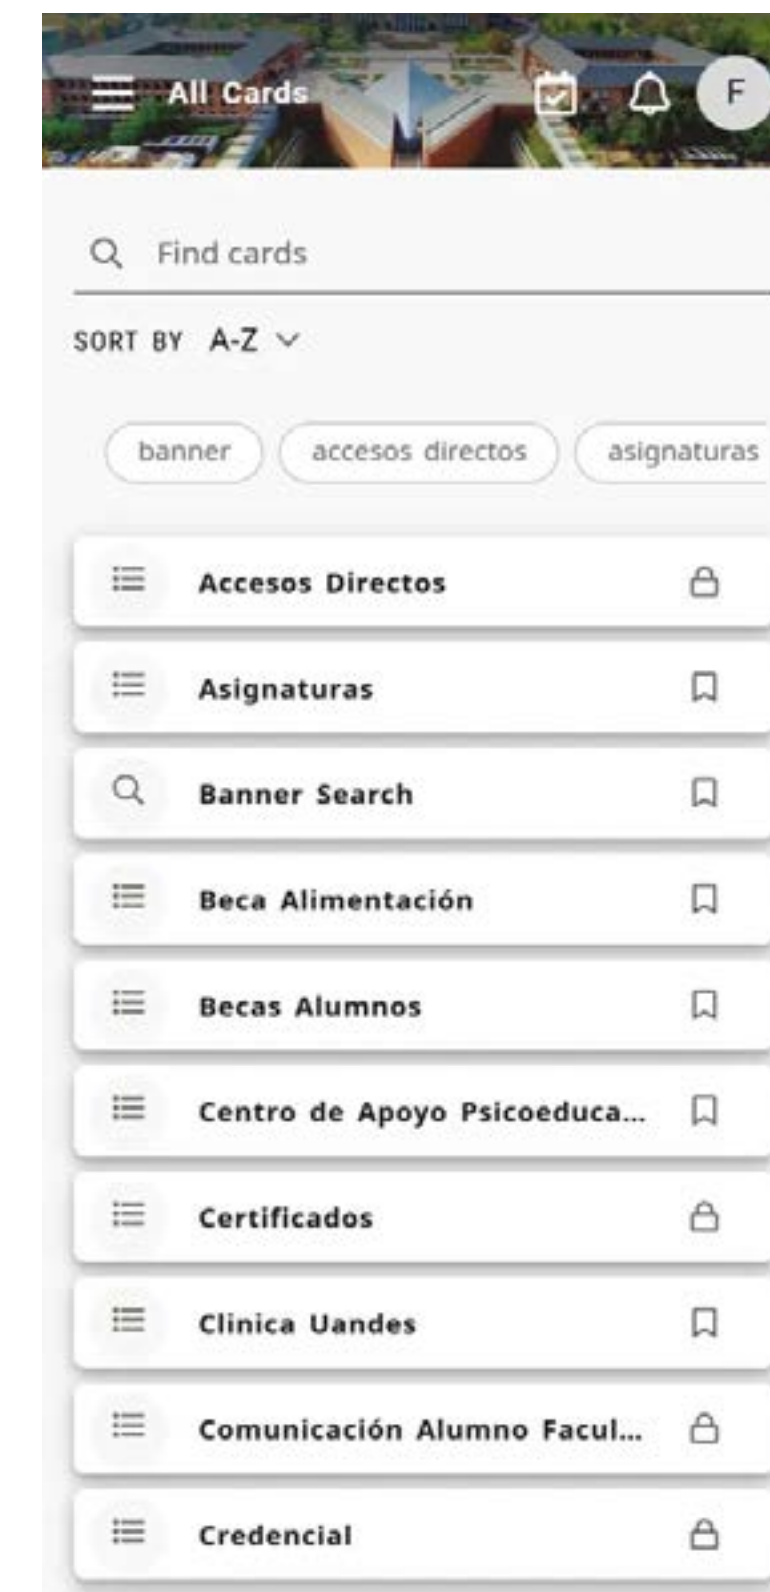 All Cards
F
Find cards
SORT BY A-Z
banner accesos directos asignaturas
Accesos Directos
Asignaturas
Banner Search
Beca Alimentación
Becas Alumnos
Centro de Apoyo Psicoeduca...
Certificados
Clinica Uandes
Comunicación Alumno Facul...
Credencial